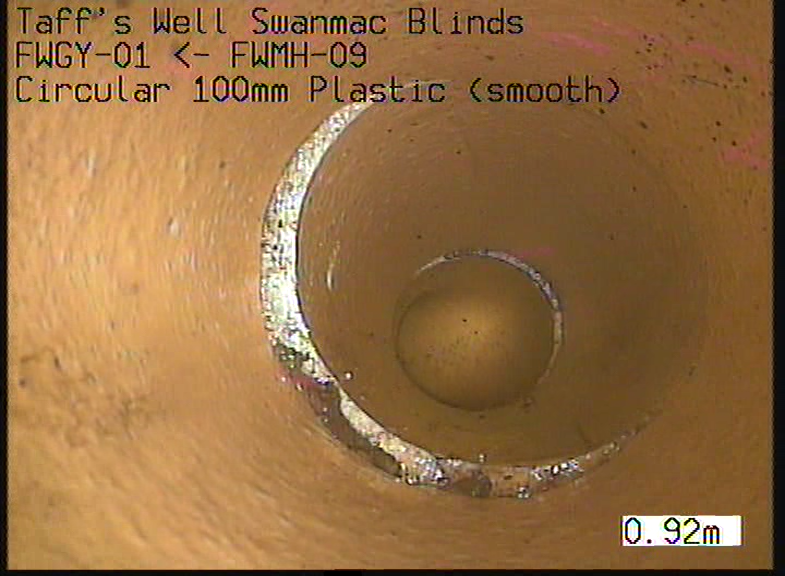 Taff's Well Swanmac Blinds
FWGY-01 <- FWMH-09
Circular 100mm Plastic (smooth)
0.92m